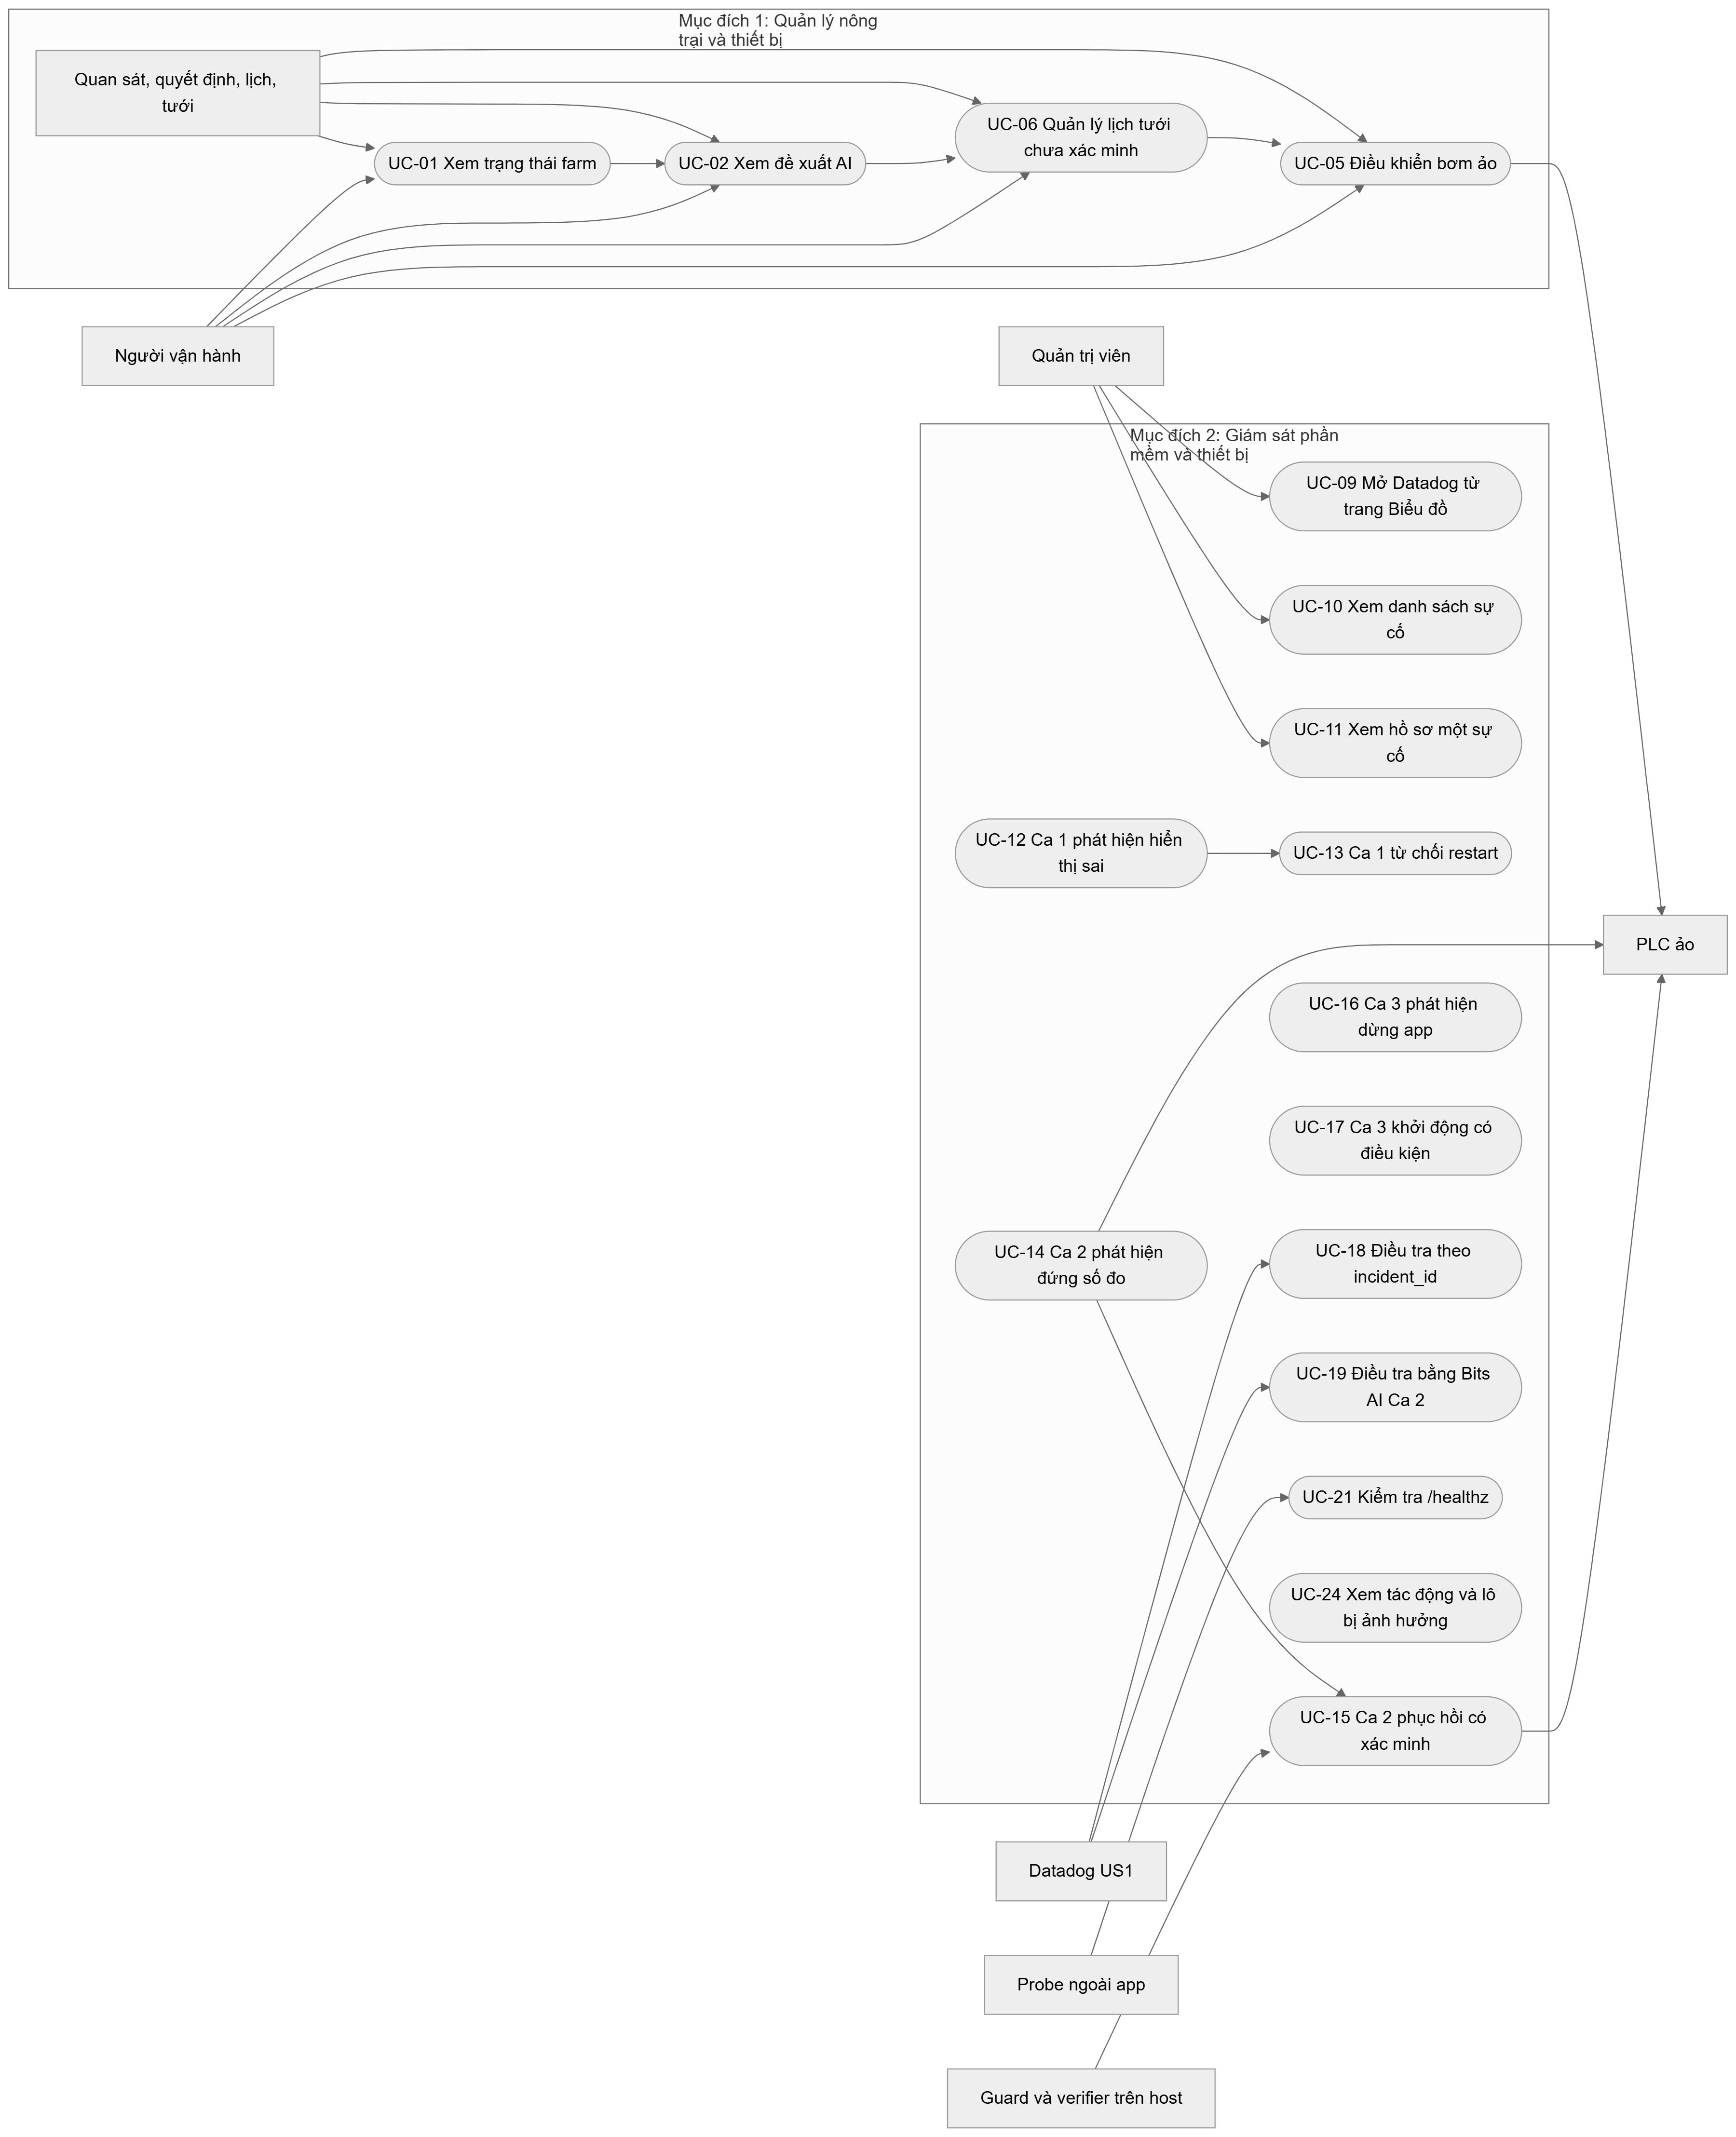 Mục đích 1: Quản lý nông
trại và thiết bị
Quan sát, quyết định, lịch,
tưới
UC-01 Xem trạng thái farm
UC-02 Xem đề xuất AI
UC-06 Quản lý lịch tưới
chưa xác minh
UC-05 Điều khiển bơm ảo
Người vận hành
Quản trị viên
Mục đích 2: Giám sát phần
mềm và thiết bị
UC-09 Mở Datadog từ
trang Biểu đồ
UC-10 Xem danh sách sự
cố
UC-11 Xem hồ sơ một sự
cố
UC-12 Ca 1 phát hiện hiển
thị sai
UC-13 Ca 1 từ chối restart
PLC ảo
UC-16 Ca 3 phát hiện
dừng app
UC-17 Ca 3 khởi động có
điều kiện
UC-14 Ca 2 phát hiện
đứng số đo
UC-18 Điều tra theo
incident_id
UC-19 Điều tra bằng Bits
AI Ca 2
UC-21 Kiểm tra /healthz
UC-24 Xem tác động và lô
bị ảnh hưởng
UC-15 Ca 2 phục hồi có
xác minh
Datadog US1
Probe ngoài app
Guard và verifier trên host